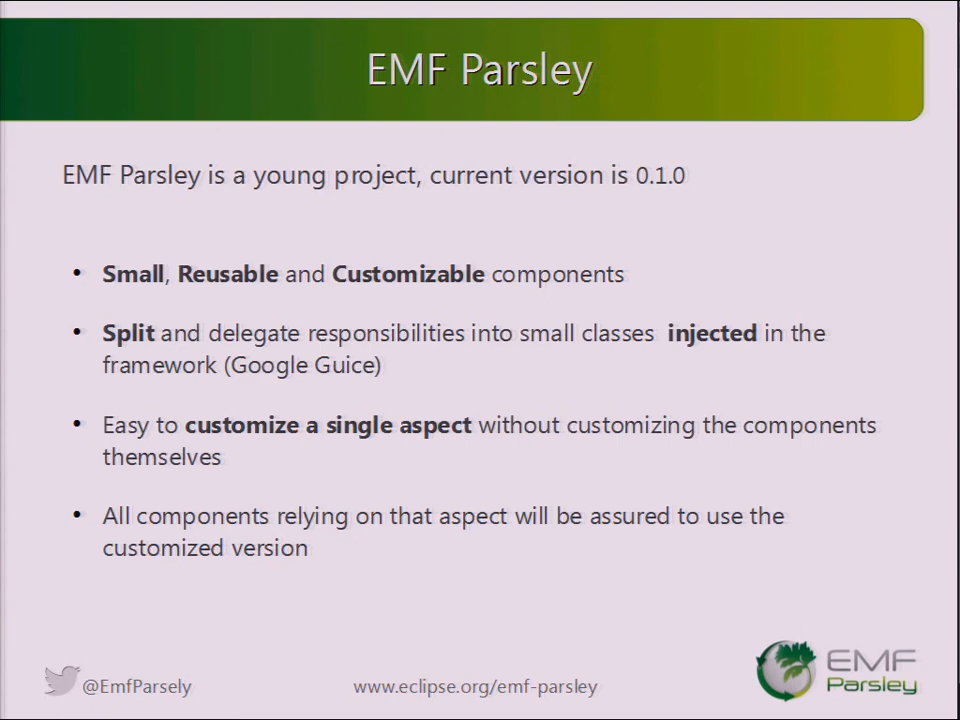 EMF Parsley
EMF Parsley is a young project, current version is 0.1.0
• Small, Reusable and Customizable components
• Split and delegate responsibilities into small classes injected in the
framework (Google Guice)
• Easy to customize a single aspect without customizing the components
themselves
• All components relying on that aspect will be assured to use the
customized version
@EmfParsely
www.eclipse.org/emf-parsley
EMF
Parsley